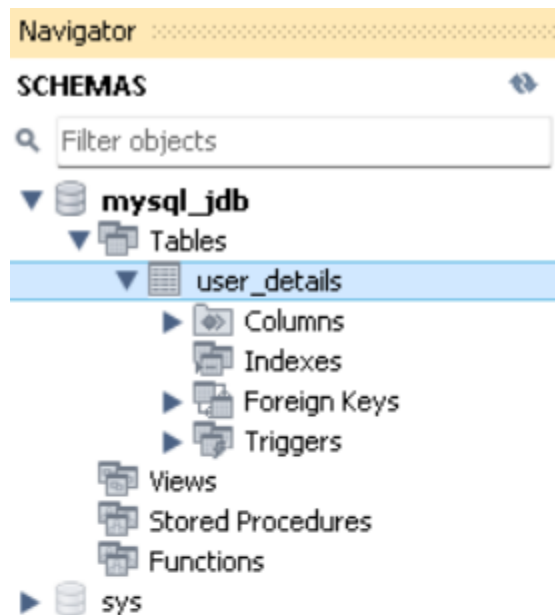 Navigator
SCHEMAS
Filter objects
mysql_jdb
Tables
user_details
Columns
Indexes
Foreign Keys
Triggers
Views
Stored Procedures
Functions
sys